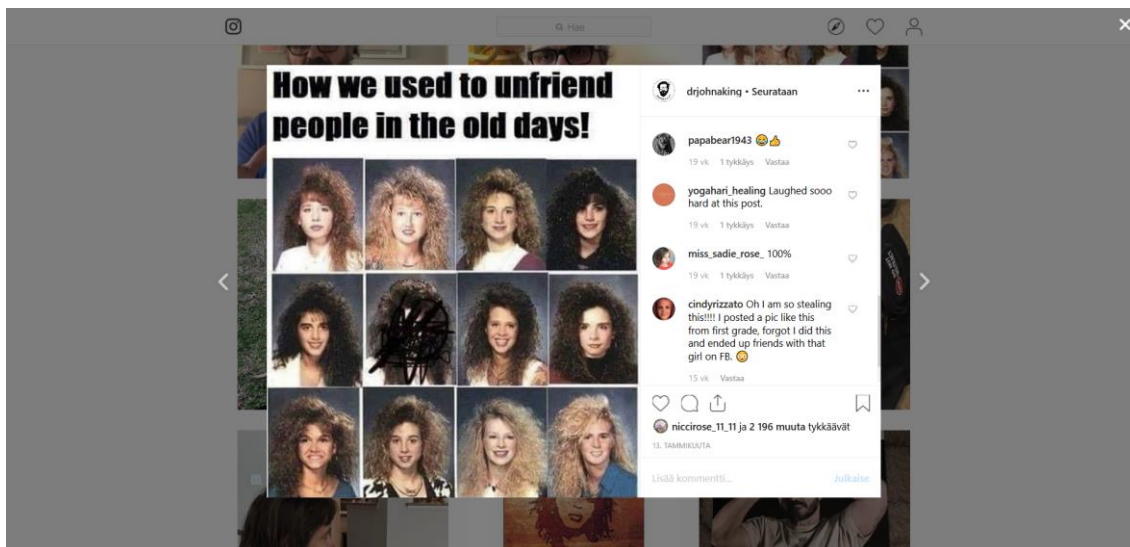 Hae
How we used to unfriend
people in the old days!
drjohnaking • Seurataan
papabear1943 😂👍
19 vk 1 tykkäys Vastaa
yogahari_healing Laughed sooo
hard at this post.
19 vk 1 tykkäys Vastaa
miss_sadie_rose_ 100%
19 vk 1 tykkäys Vastaa
cindyrizzato Oh I am so stealing
this!!!! I posted a pic like this
from first grade, forgot I did this
and ended up friends with that
girl on FB. 😳
15 vk Vastaa
niccirose_11_11 ja 2 196 muuta tykkäävät
13. TAMMIKUUTA
Lisää kommentti... Julkaise